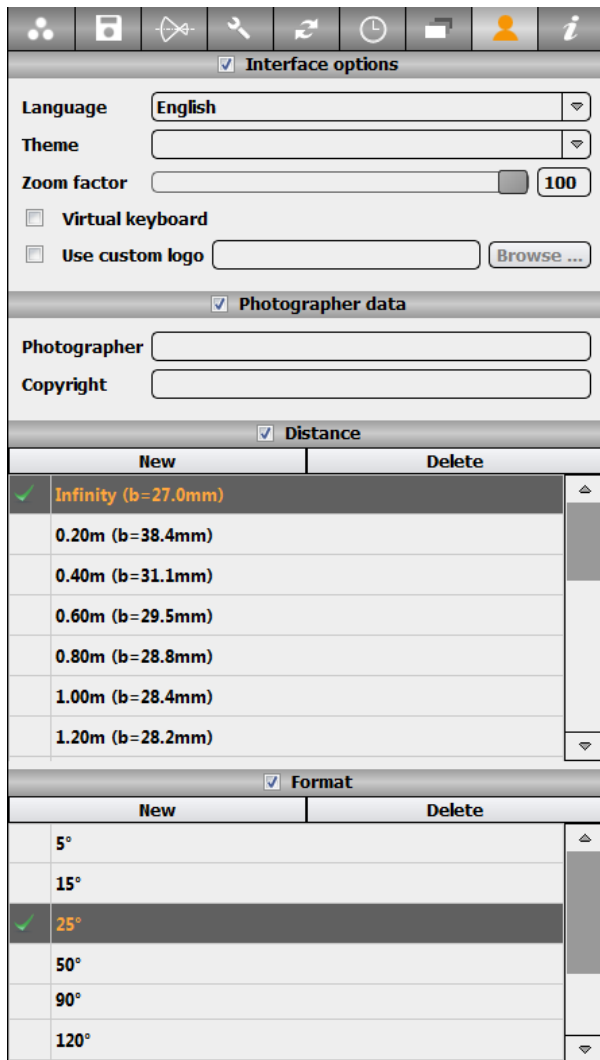 Interface options
Language English
Theme
Zoom factor 100
Virtual keyboard
Use custom logo Browse ...
Photographer data
Photographer
Copyright
Distance
New Delete
Infinity (b=27.0mm)
0.20m (b=38.4mm)
0.40m (b=31.1mm)
0.60m (b=29.5mm)
0.80m (b=28.8mm)
1.00m (b=28.4mm)
1.20m (b=28.2mm)
Format
New Delete
5°
15°
25°
50°
90°
120°